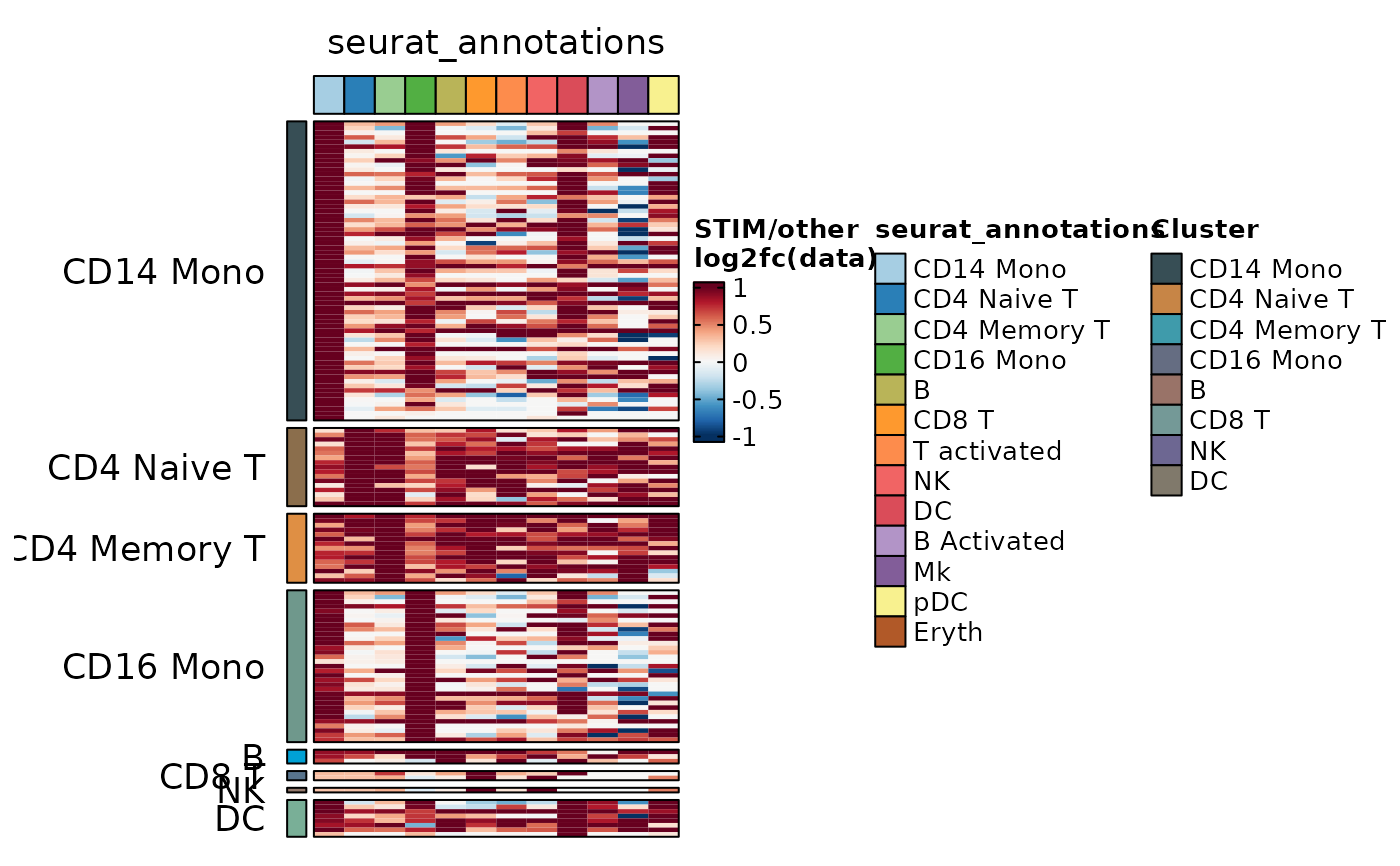 seurat_annotations
CD14 Mono
CD4 Naive T
CD4 Memory T
CD16 Mono
B
CD8 T
NK
DC
STIM/other
log2fc(data)
1
0.5
0
-0.5
-1
seurat_annotations
CD14 Mono
CD4 Naive T
CD4 Memory T
CD16 Mono
B
CD8 T
T activated
NK
DC
B Activated
Mk
pDC
Eryth
Cluster
CD14 Mono
CD4 Naive T
CD4 Memory T
CD16 Mono
B
CD8 T
NK
DC